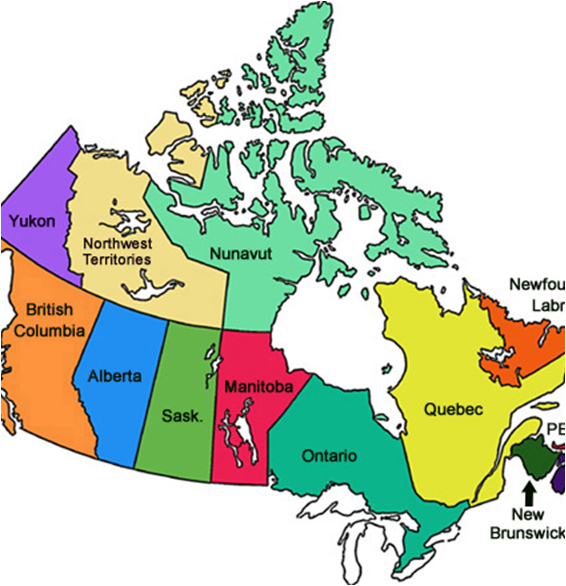 Yukon
Northwest
Territories
Nunavut
British
Columbia
Alberta
Sask.
Manitoba
Ontario
Quebec
Newfou
Labr
PE
New
Brunswick